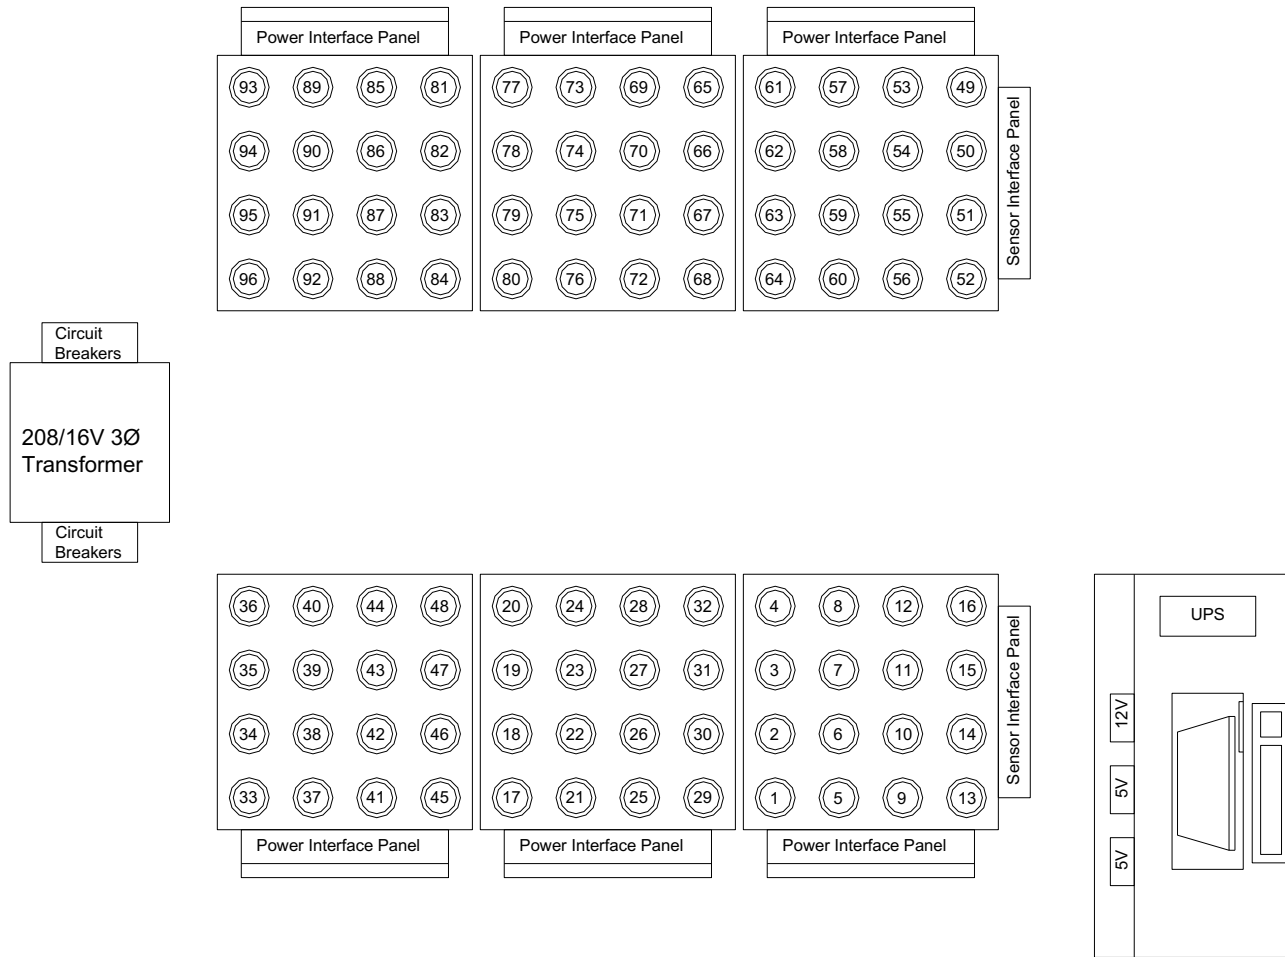 Power Interface Panel Power Interface Panel Power Interface Panel
93 89 85 81 77 73 69 65 61 57 53 49
94 90 86 82 78 74 70 66 62 58 54 50
95 91 87 83 79 75 71 67 63 59 55 51
96 92 88 84 80 76 72 68 64 60 56 52
Sensor Interface Panel
Circuit
Breakers
208/16V 3Ø
Transformer
Circuit
Breakers
36 40 44 48 20 24 28 32 4 8 12 16
35 39 43 47 19 23 27 31 3 7 11 15
34 38 42 46 18 22 26 30 2 6 10 14
33 37 41 45 17 21 25 29 1 5 9 13
Sensor Interface Panel
Power Interface Panel Power Interface Panel Power Interface Panel
UPS
12V
5V
5V